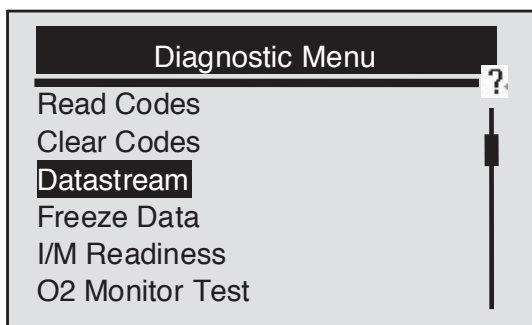 Diagnostic Menu
?
Read Codes
Clear Codes
Datastream
Freeze Data
I/M Readiness
O2 Monitor Test